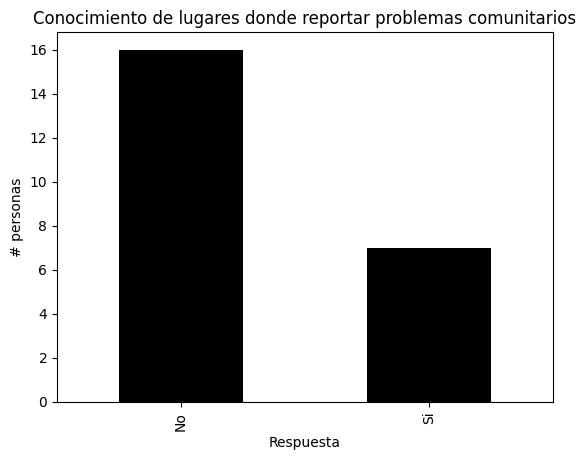 Conocimiento de lugares donde reportar problemas comunitarios
16
14
12
10
8
6
4
2
0
# personas
No
Si
Respuesta